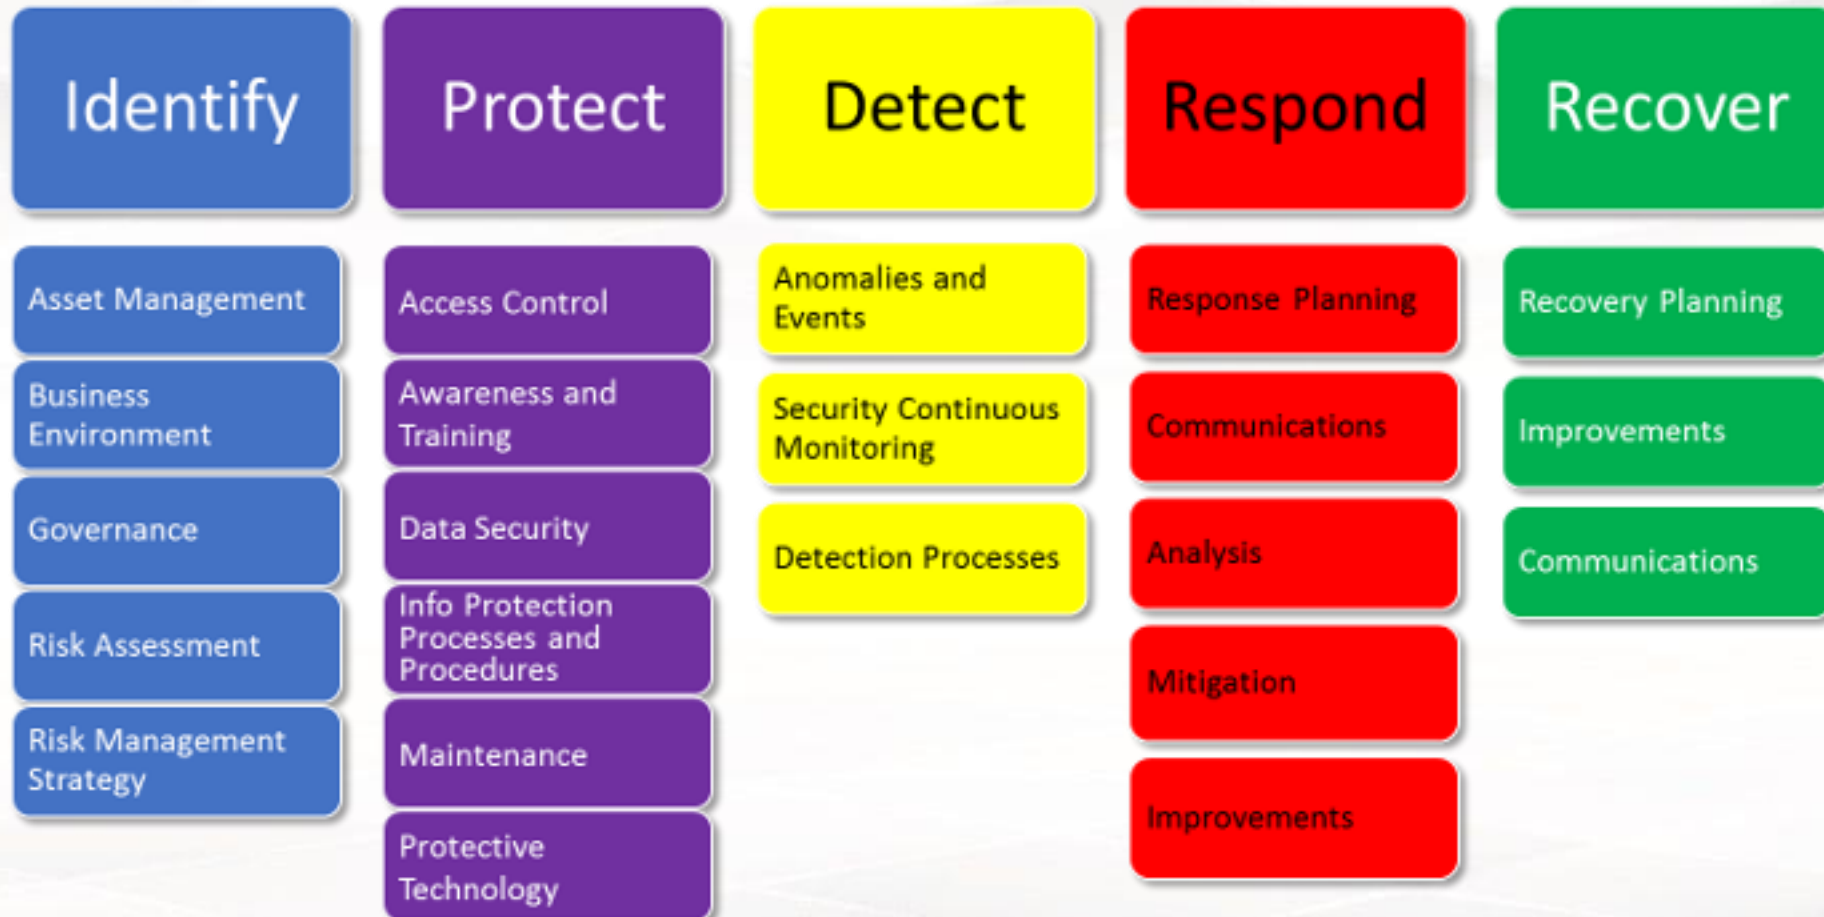 Identify
Protect
Detect
Respond
Recover
Asset Management
Business
Environment
Governance
Risk Assessment
Risk Management
Strategy
Access Control
Awareness and
Training
Data Security
Info Protection
Processes and
Procedures
Maintenance
Protective
Technology
Anomalies and
Events
Security Continuous
Monitoring
Detection Processes
Response Planning
Communications
Analysis
Mitigation
Improvements
Recovery Planning
Improvements
Communications